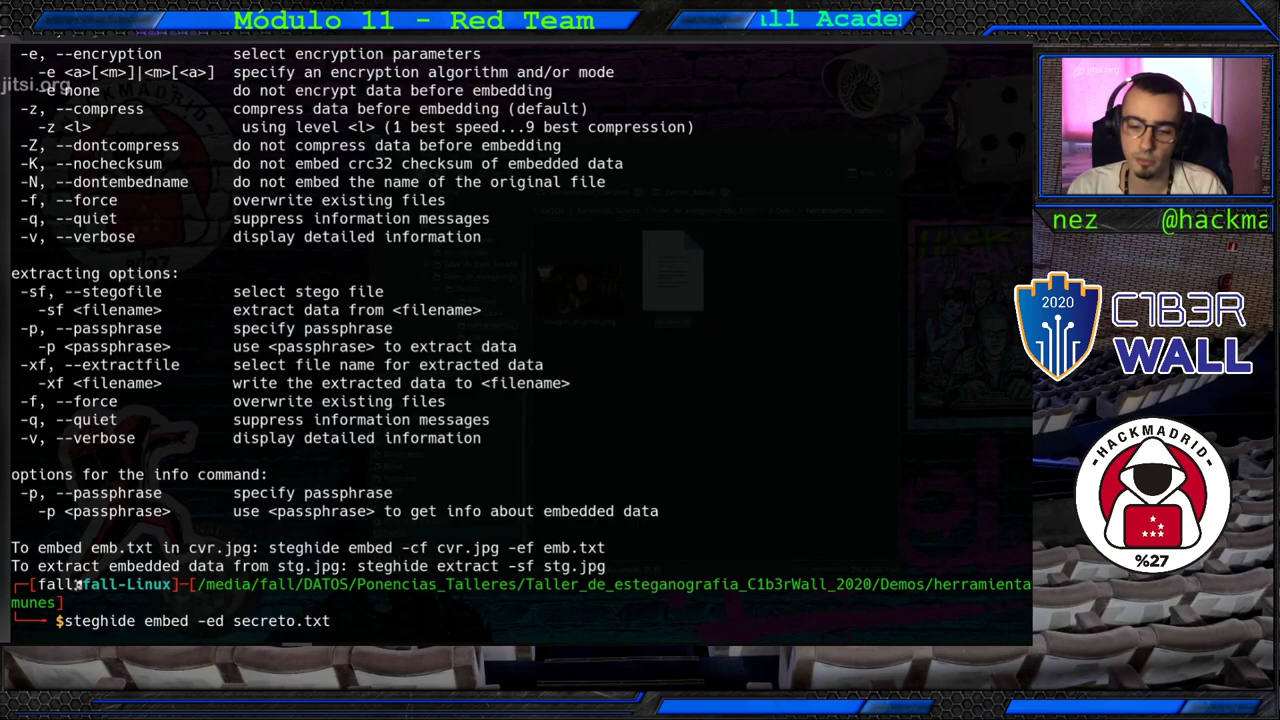 Módulo 11 - Red Team
all Acade
jitsi.org
-e, --encryption select encryption parameters
-e <a>[<m>]|<m>[<a>] specify an encryption algorithm and/or mode
-e none do not encrypt data before embedding
-z, --compress compress data before embedding (default)
-z <l> using level <l> (1 best speed...9 best compression)
-Z, --dontcompress do not compress data before embedding
-K, --nochecksum do not embed crc32 checksum of embedded data
-N, --dontembedname do not embed the name of the original file
-f, --force overwrite existing files
-q, --quiet suppress information messages
-v, --verbose display detailed information
extracting options:
-sf, --stegofile select stego file
-sf <filename> extract data from <filename>
-p, --passphrase specify passphrase
-p <passphrase> use <passphrase> to extract data
-xf, --extractfile select file name for extracted data
-xf <filename> write the extracted data to <filename>
-f, --force overwrite existing files
-q, --quiet suppress information messages
-v, --verbose display detailed information
options for the info command:
-p, --passphrase specify passphrase
-p <passphrase> use <passphrase> to get info about embedded data
To embed emb.txt in cvr.jpg: steghide embed -cf cvr.jpg -ef emb.txt
To extract embedded data from stg.jpg: steghide extract -sf stg.jpg
┌─[fall@fall-Linux]─[/media/fall/DATOS/Ponencias_Talleres/Taller_de_esteganografia_C1b3rWall_2020/Demos/herramienta
munes]
└──╼ $steghide embed -ed secreto.txt
jitsi.org
nez @hackma
2020
C1B3R
WALL
-HACKMADRID-
%27